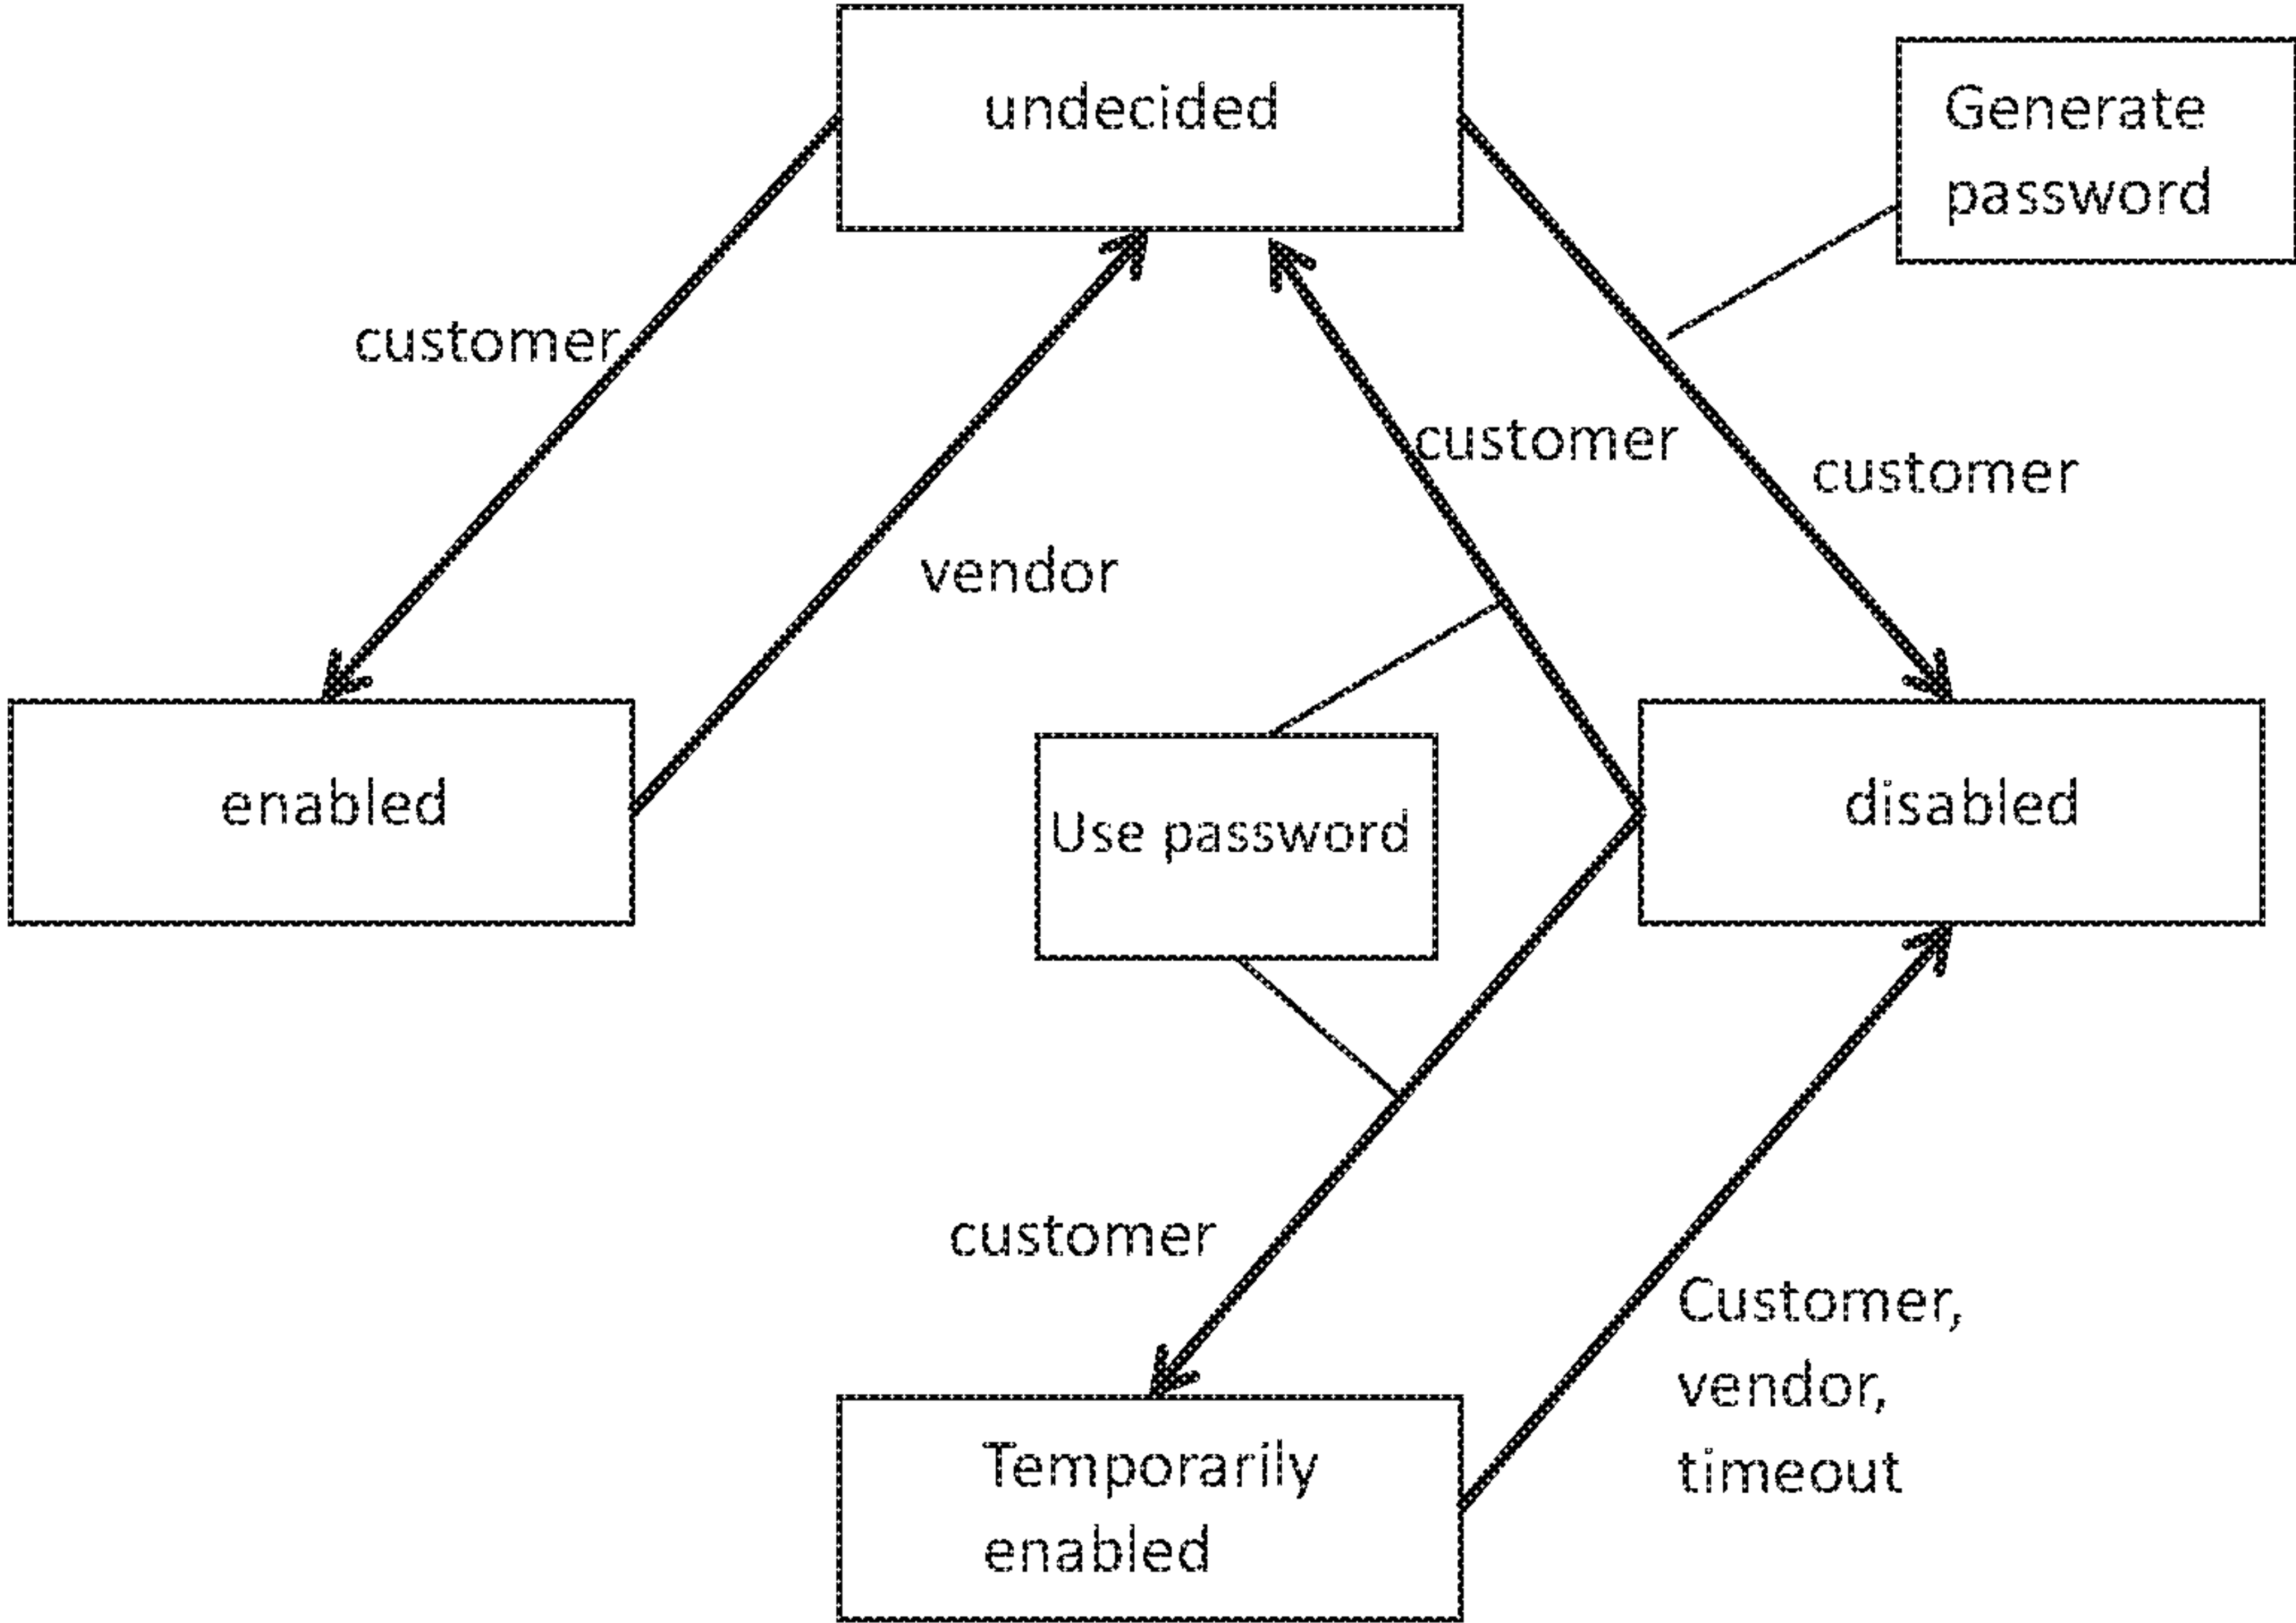 undecided
Generate
password
customer
customer
customer
vendor
enabled
Use password
disabled
customer
Customer,
vendor,
timeout
Temporarily
enabled